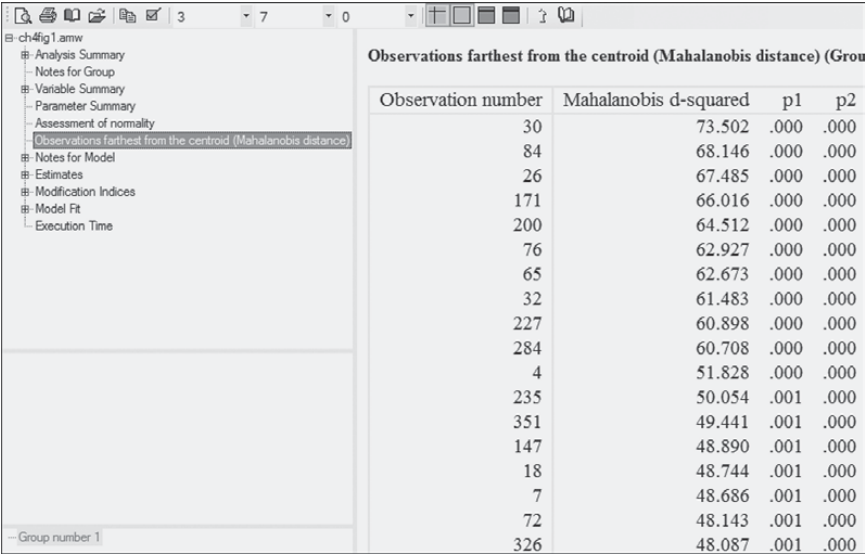 3 7 0
ch4fig1.amw
Analysis Summary
Notes for Group
Variable Summary
Parameter Summary
Assessment of normality
Observations farthest from the centroid (Mahalanobis distance)
Notes for Model
Estimates
Modification Indices
Model Fit
Execution Time
Group number 1
Observations farthest from the centroid (Mahalanobis distance) (Grou
Observation number Mahalanobis d-squared p1 p2
30 73.502 .000 .000
84 68.146 .000 .000
26 67.485 .000 .000
171 66.016 .000 .000
200 64.512 .000 .000
76 62.927 .000 .000
65 62.673 .000 .000
32 61.483 .000 .000
227 60.898 .000 .000
284 60.708 .000 .000
4 51.828 .000 .000
235 50.054 .001 .000
351 49.441 .001 .000
147 48.890 .001 .000
18 48.744 .001 .000
7 48.686 .001 .000
72 48.143 .001 .000
326 48.087 .001 .000